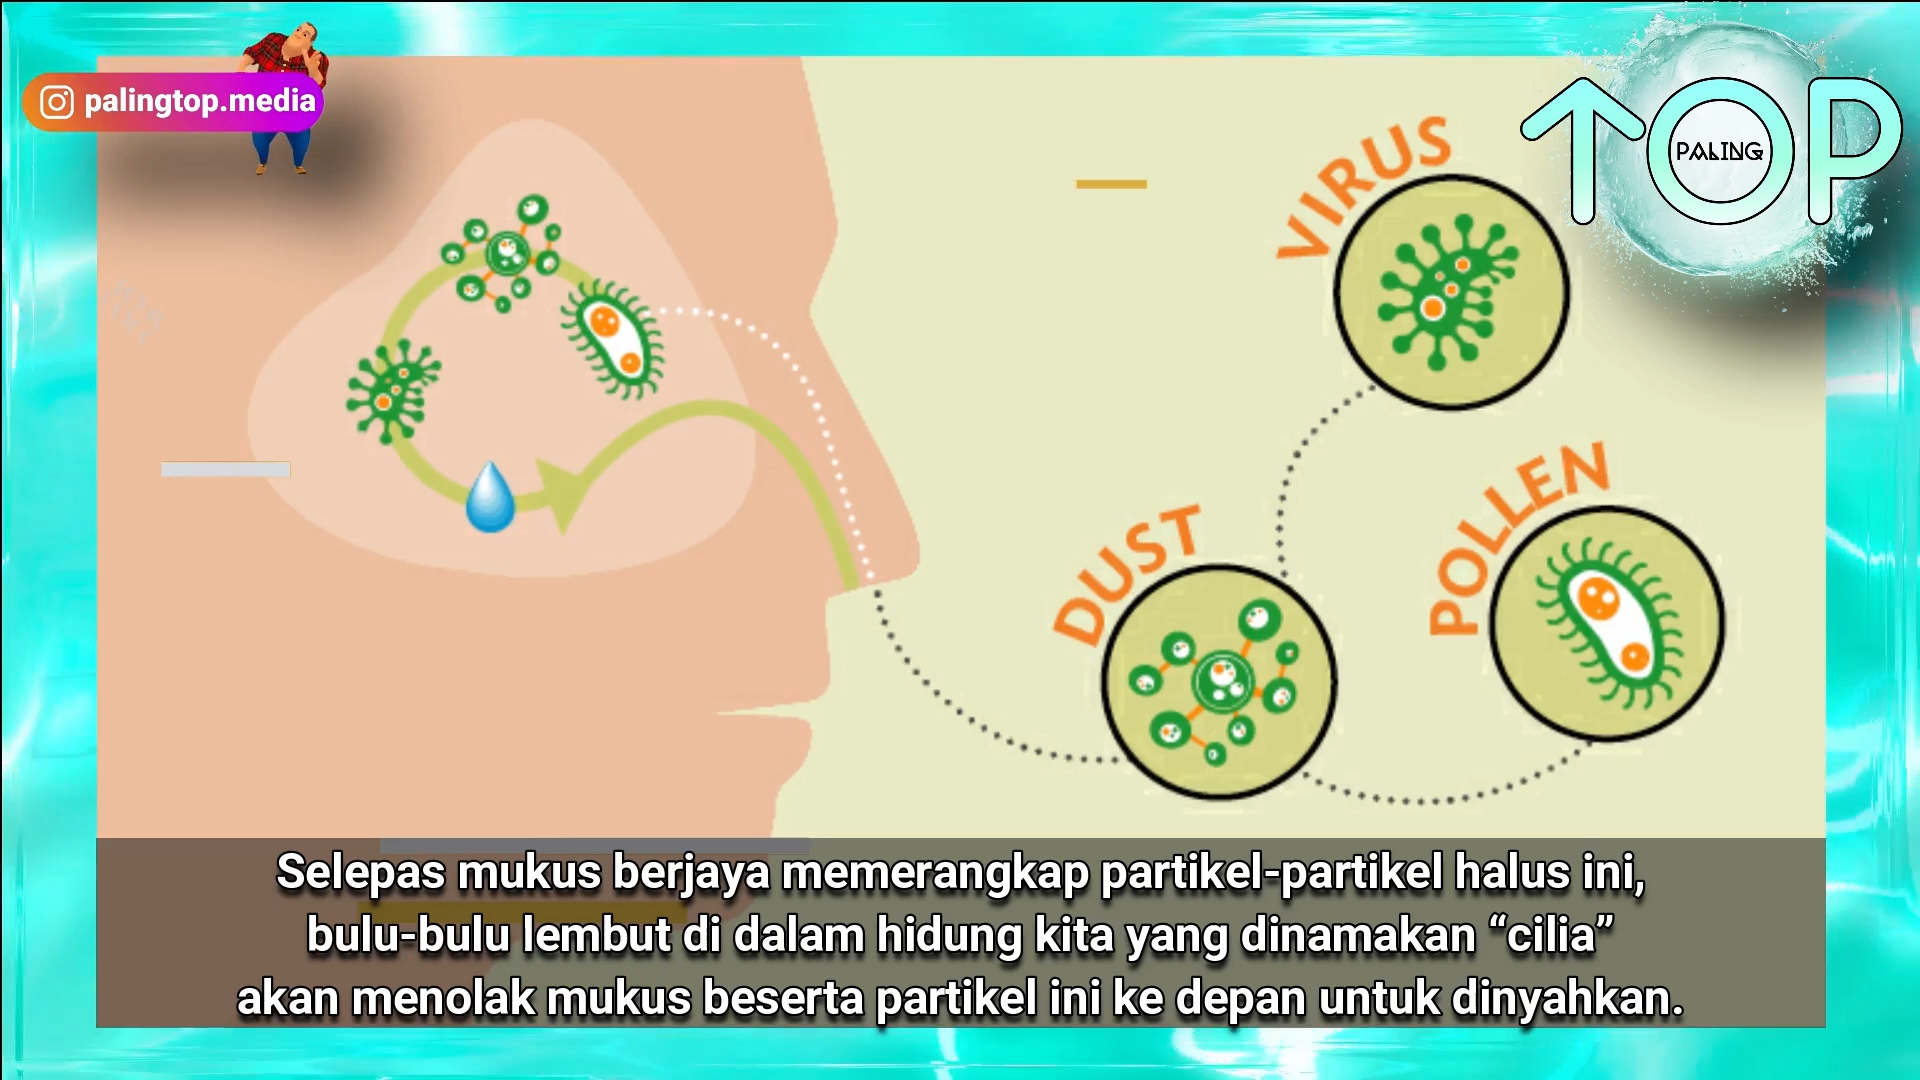 palingtop.media
TOP
PALING
VIRUS
POLLEN
DUST
Selepas mukus berjaya memerangkap partikel-partikel halus ini,
bulu-bulu lembut di dalam hidung kita yang dinamakan “cilia”
akan menolak mukus beserta partikel ini ke depan untuk dinyahkan.